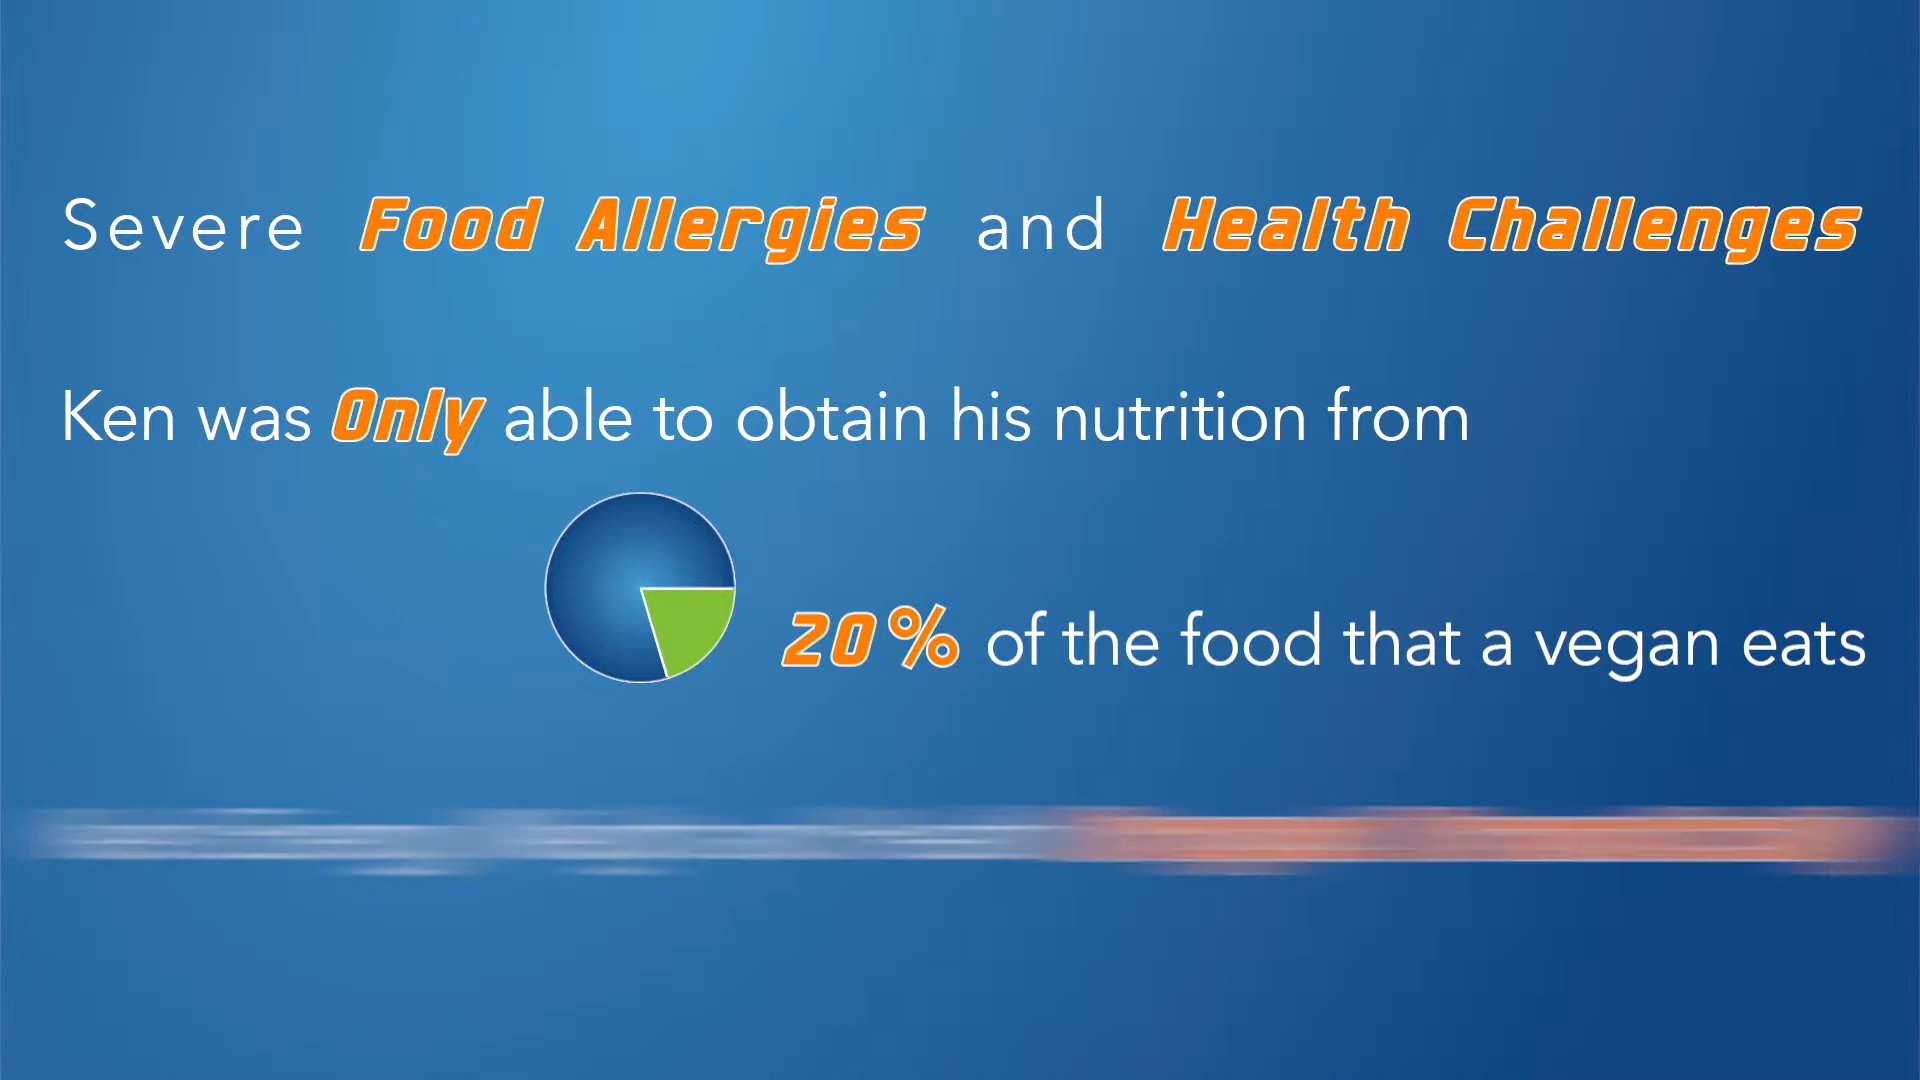 Severe Food Allergies and Health Challenges
Ken was Only able to obtain his nutrition from
20% of the food that a vegan eats